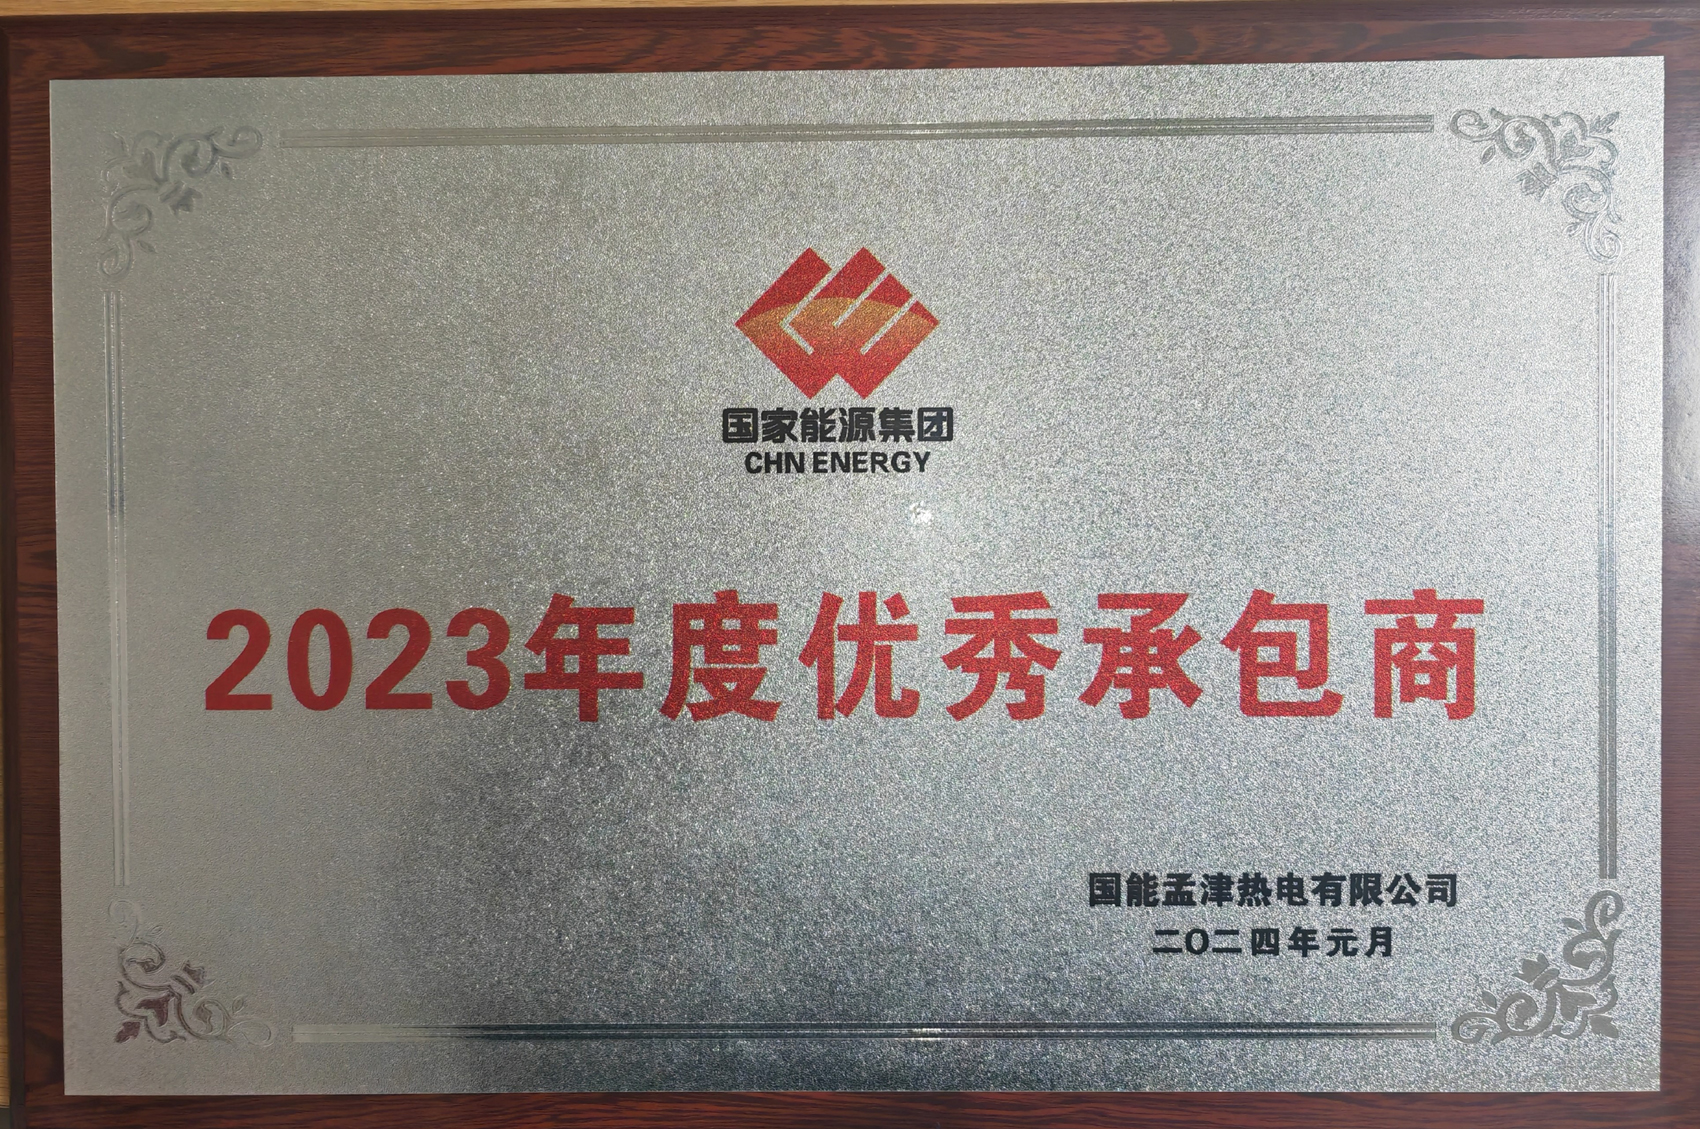 国家能源集团
CHN ENERGY
2023年度优秀承包商
国能孟津热电有限公司
二〇二四年元月